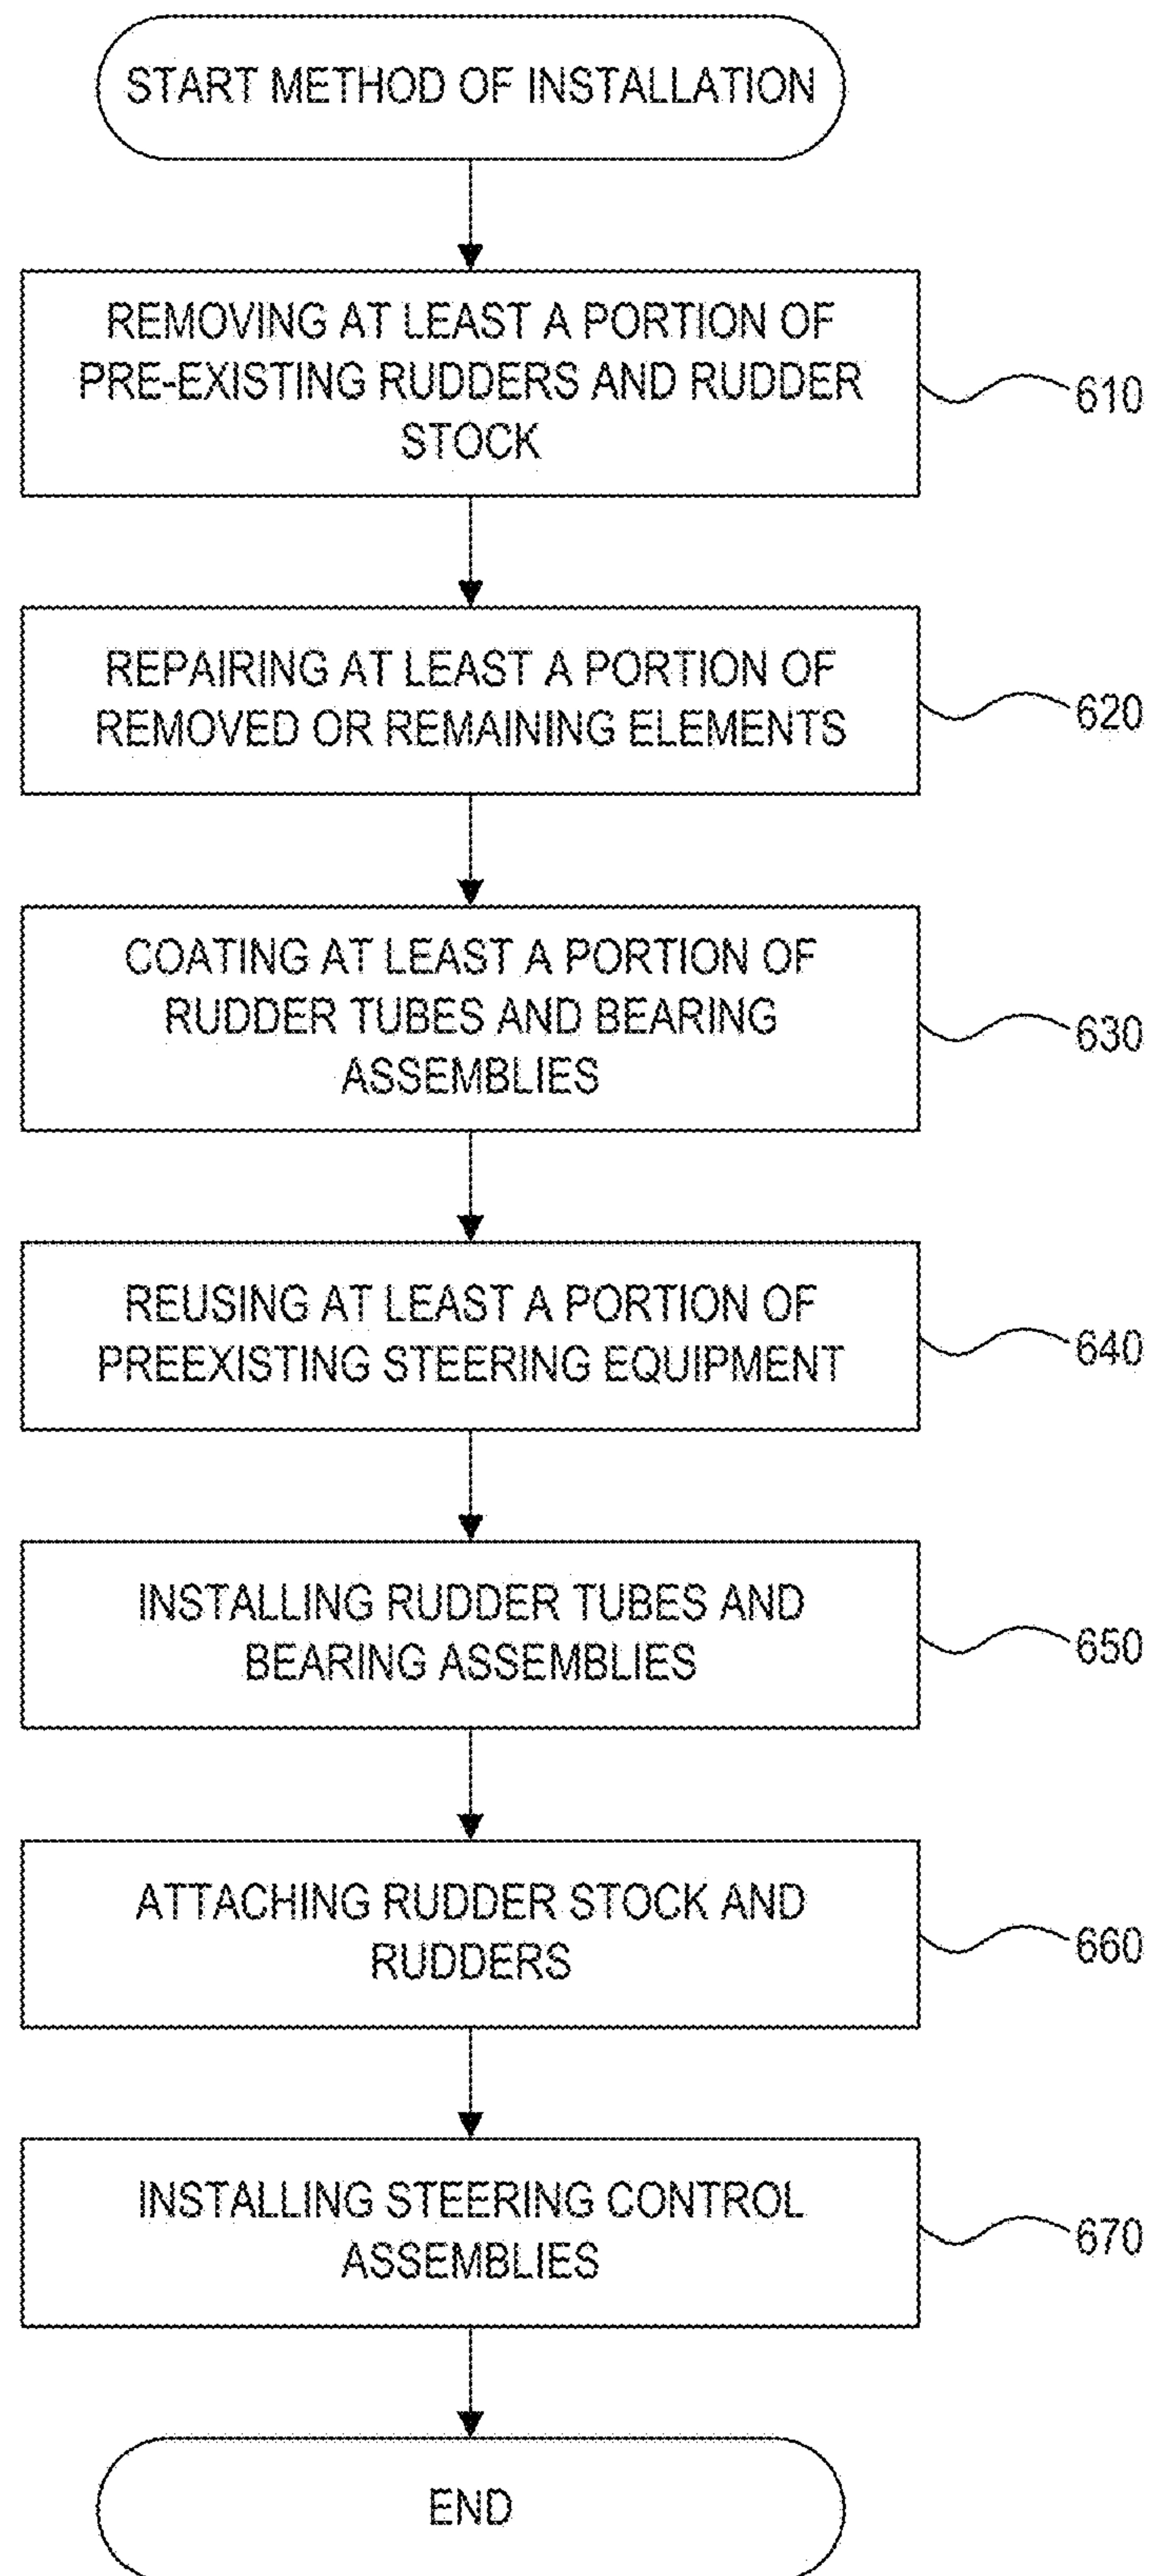 START METHOD OF INSTALLATION
REMOVING AT LEAST A PORTION OF
PRE-EXISTING RUDDERS AND RUDDER
STOCK
610
REPAIRING AT LEAST A PORTION OF
REMOVED OR REMAINING ELEMENTS
620
COATING AT LEAST A PORTION OF
RUDDER TUBES AND BEARING
ASSEMBLIES
630
REUSING AT LEAST A PORTION OF
PREEXISTING STEERING EQUIPMENT
640
INSTALLING RUDDER TUBES AND
BEARING ASSEMBLIES
650
ATTACHING RUDDER STOCK AND
RUDDERS
660
INSTALLING STEERING CONTROL
ASSEMBLIES
670
END